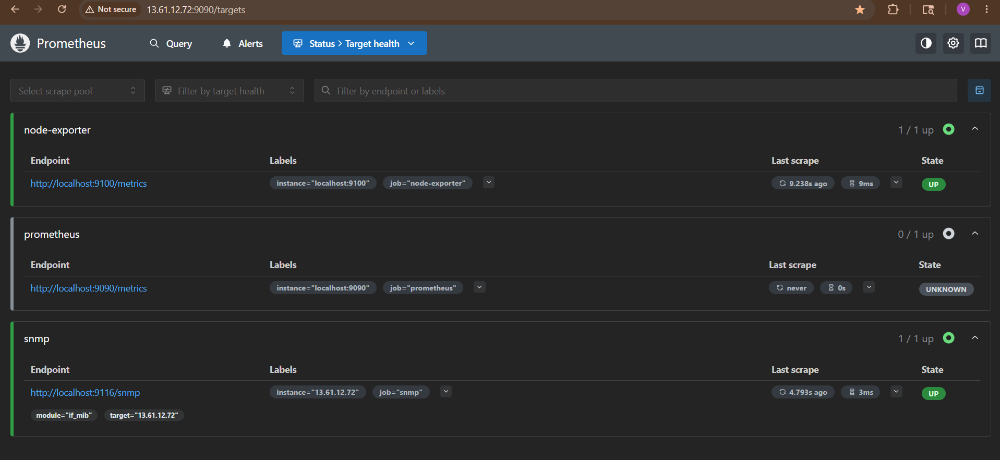 Not secure 13.61.12.72:9090/targets V
Prometheus Query Alerts Status > Target health
Select scrape pool Filter by target health Filter by endpoint or labels
node-exporter 1 / 1 up
Endpoint Labels Last scrape State
http://localhost:9100/metrics instance="localhost:9100" job="node-exporter" 9.238s ago 9ms UP
prometheus 0 / 1 up
Endpoint Labels Last scrape State
http://localhost:9090/metrics instance="localhost:9090" job="prometheus" never 0s UNKNOWN
snmp 1 / 1 up
Endpoint Labels Last scrape State
http://localhost:9116/snmp instance="13.61.12.72" job="snmp" 4.793s ago 3ms UP
module="if_mib" target="13.61.12.72"